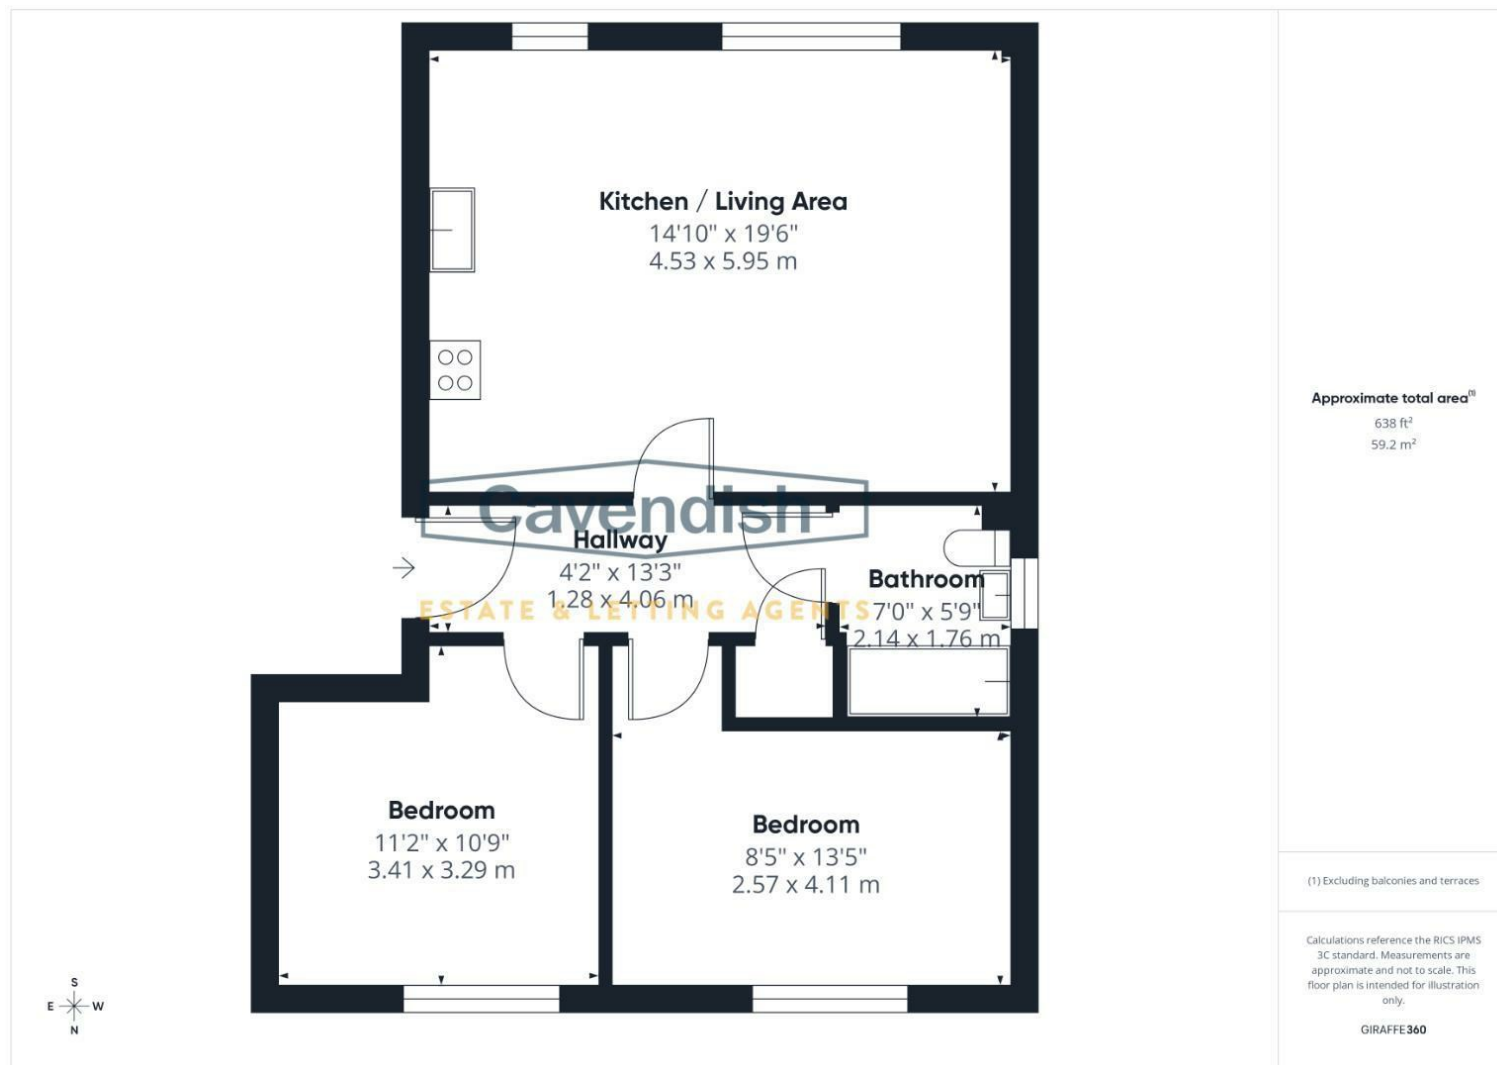 Kitchen / Living Area
14'10" x 19'6"
4.53 x 5.95 m
Cavendish
ESTATE & LETTING AGENTS
Hallway
4'2" x 13'3"
1.28 x 4.06 m
Bathroom
7'0" x 5'9"
2.14 x 1.76 m
Bedroom
11'2" x 10'9"
3.41 x 3.29 m
Bedroom
8'5" x 13'5"
2.57 x 4.11 m
S
E W
N
Approximate total area(1)
638 ft²
59.2 m²
(1) Excluding balconies and terraces
Calculations reference the RICS IPMS
3C standard. Measurements are
approximate and not to scale. This
floor plan is intended for illustration
only.
GIRAFFE360